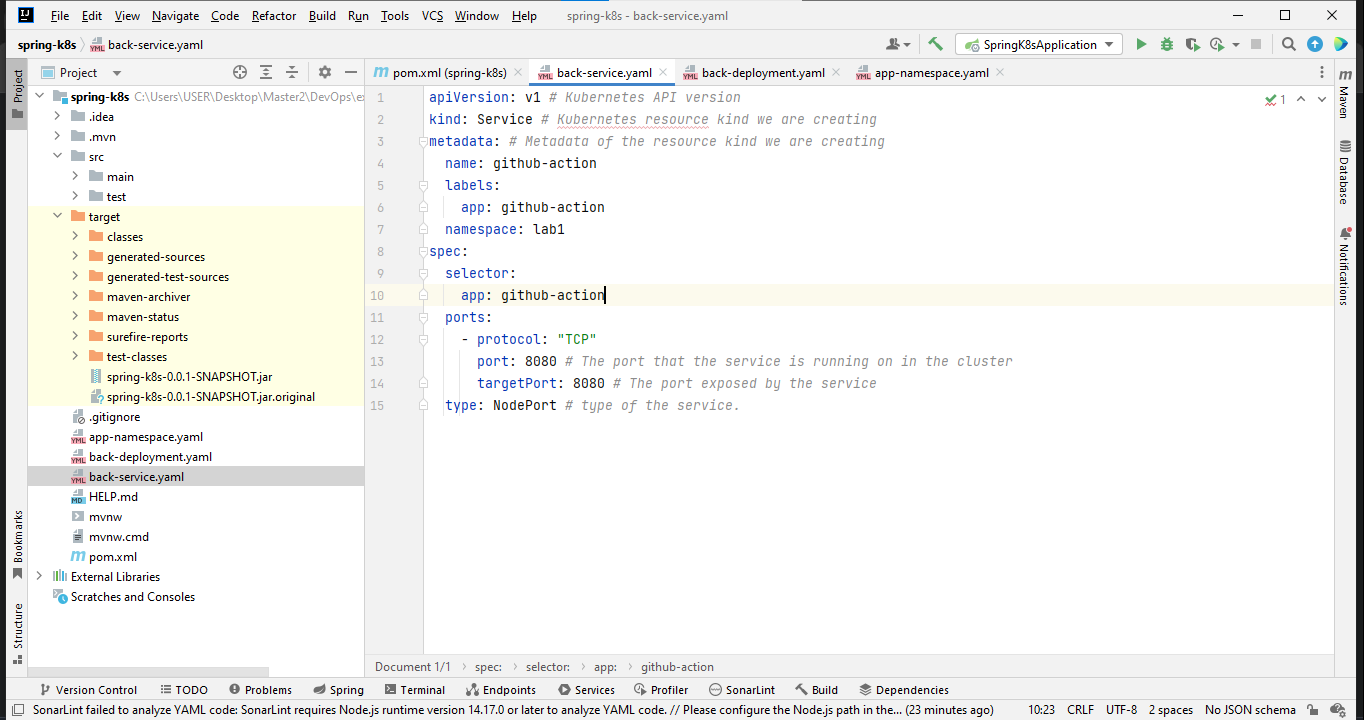 File Edit View Navigate Code Refactor Build Run Tools VCS Window Help spring-k8s - back-service.yaml
spring-k8s back-service.yaml SpringK8sApplication
Project
pom.xml (spring-k8s) back-service.yaml back-deployment.yaml app-namespace.yaml
Project
Bookmarks
Structure
spring-k8s C:\Users\USER\Desktop\Master2\DevOps\ex
.idea
.mvn
src
main
test
target
classes
generated-sources
generated-test-sources
maven-archiver
maven-status
surefire-reports
test-classes
spring-k8s-0.0.1-SNAPSHOT.jar
spring-k8s-0.0.1-SNAPSHOT.jar.original
.gitignore
app-namespace.yaml
back-deployment.yaml
back-service.yaml
HELP.md
mvnw
mvnw.cmd
pom.xml
External Libraries
Scratches and Consoles
1 apiVersion: v1 # Kubernetes API version
2 kind: Service # Kubernetes resource kind we are creating
3 metadata: # Metadata of the resource kind we are creating
4 name: github-action
5 labels:
6 app: github-action
7 namespace: lab1
8 spec:
9 selector:
10 app: github-action
11 ports:
12 - protocol: "TCP"
13 port: 8080 # The port that the service is running on in the cluster
14 targetPort: 8080 # The port exposed by the service
15 type: NodePort # type of the service.
1
Maven
Database
Notifications
Document 1/1 spec: selector: app: github-action
Version Control TODO Problems Spring Terminal Endpoints Services Profiler SonarLint Build Dependencies
SonarLint failed to analyze YAML code: SonarLint requires Node.js runtime version 14.17.0 or later to analyze YAML code. // Please configure the Node.js path in the... (23 minutes ago) 10:23 CRLF UTF-8 2 spaces No JSON schema